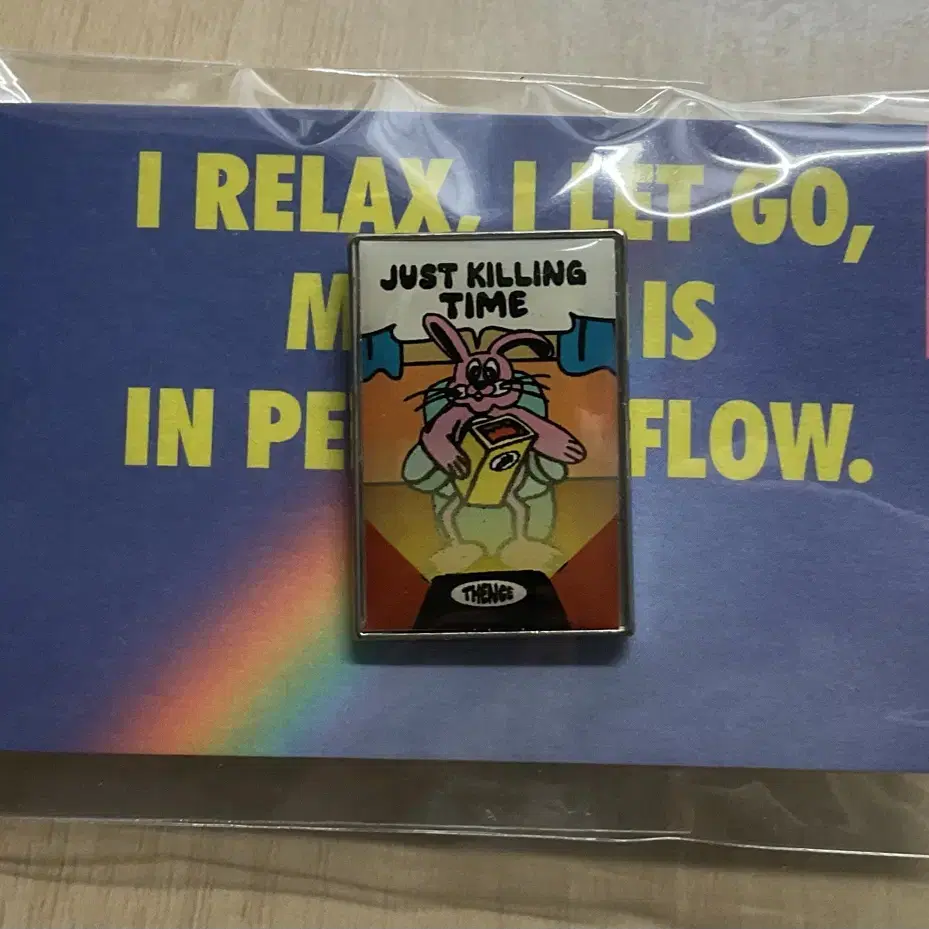 I RELAX, I LET GO,
IS
IN PE FLOW.
JUST KILLING
TIME
THENGS